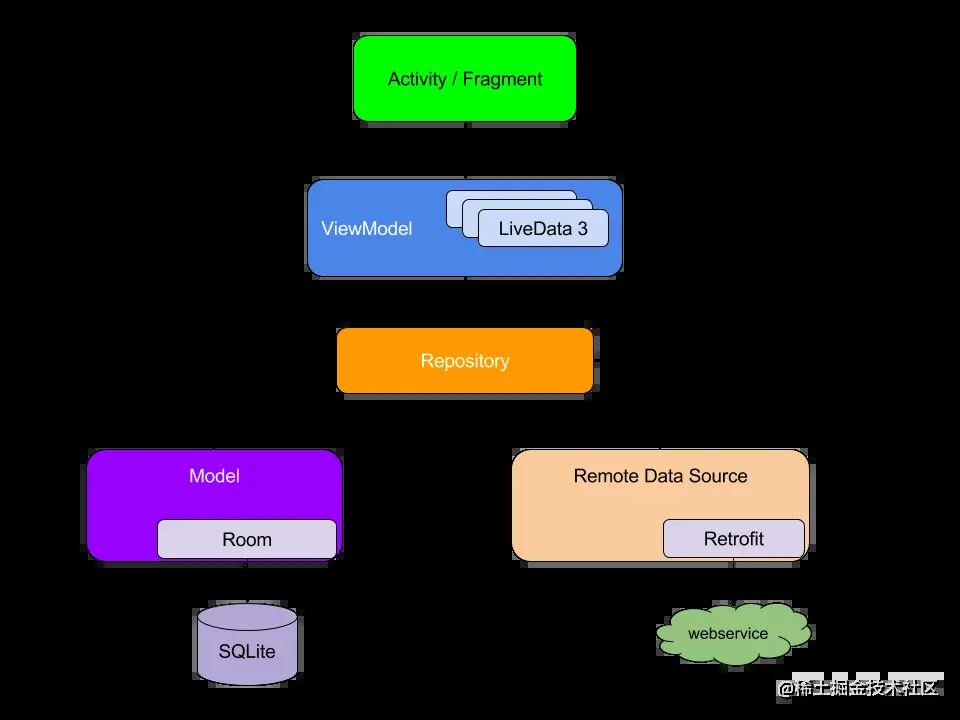 Activity / Fragment
ViewModel
LiveData 3
Repository
Model
Remote Data Source
Room
Retrofit
SQLite
webservice
@稀土掘金技术社区